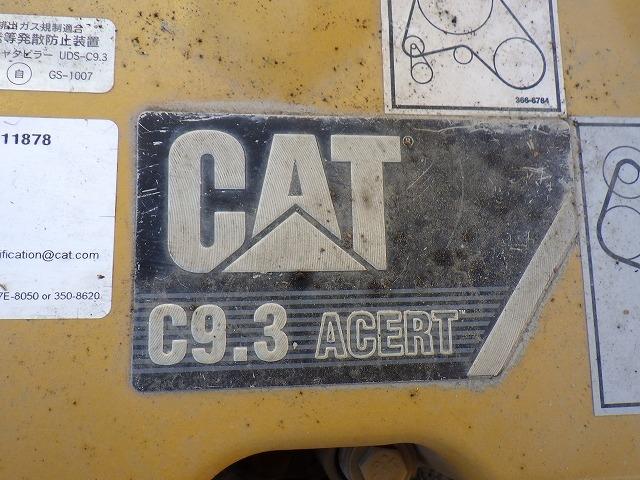 排出ガス規制適合
等発散防止装置
タピラー UDS-C9.3
自 GS-1007
366-6784
11878
ification@cat.com
7E-8050 or 350-8620
CAT®
C9.3 ACERT™